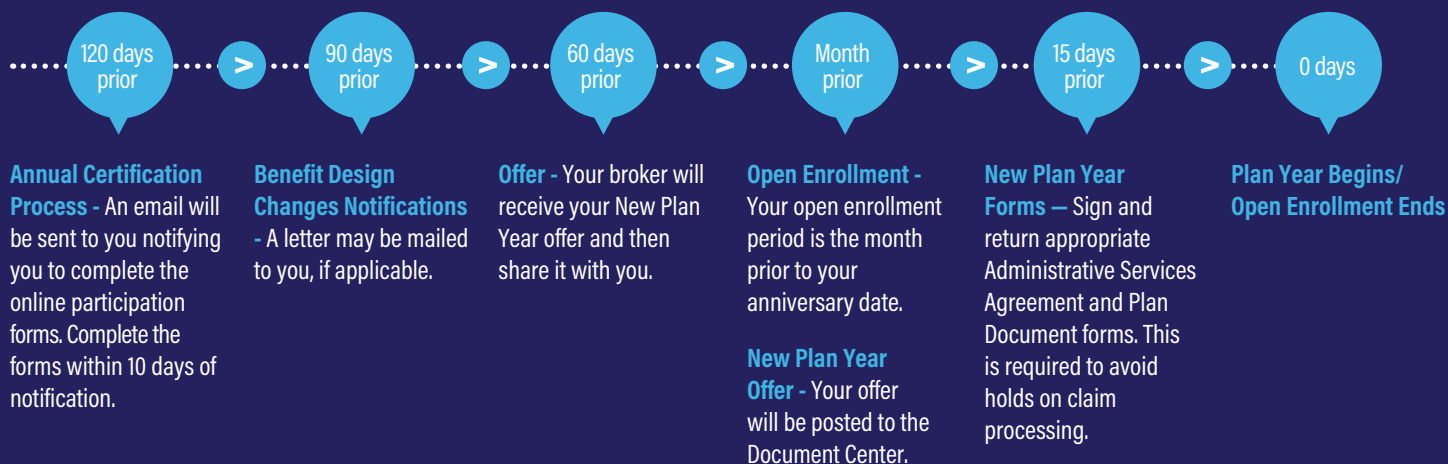 120 days
prior
>
90 days
prior
>
60 days
prior
>
Month
prior
>
15 days
prior
>
0 days
Annual Certification
Process - An email will
be sent to you notifying
you to complete the
online participation
forms. Complete the
forms within 10 days of
notification.
Benefit Design
Changes Notifications
- A letter may be mailed
to you, if applicable.
Offer - Your broker will
receive your New Plan
Year offer and then
share it with you.
Open Enrollment -
Your open enrollment
period is the month
prior to your
anniversary date.
New Plan Year
Offer - Your offer
will be posted to the
Document Center.
New Plan Year
Forms — Sign and
return appropriate
Administrative Services
Agreement and Plan
Document forms. This
is required to avoid
holds on claim
processing.
Plan Year Begins/
Open Enrollment Ends